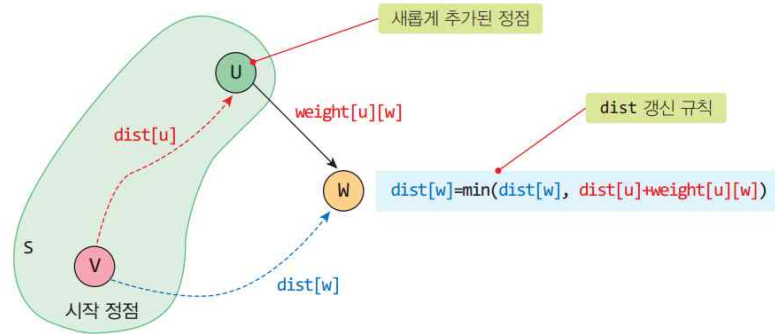 새롭게 추가된 정점
U
dist[u]
weight[u][w]
dist 갱신 규칙
W
dist[w]=min(dist[w], dist[u]+weight[u][w])
S
V
dist[w]
시작 정점